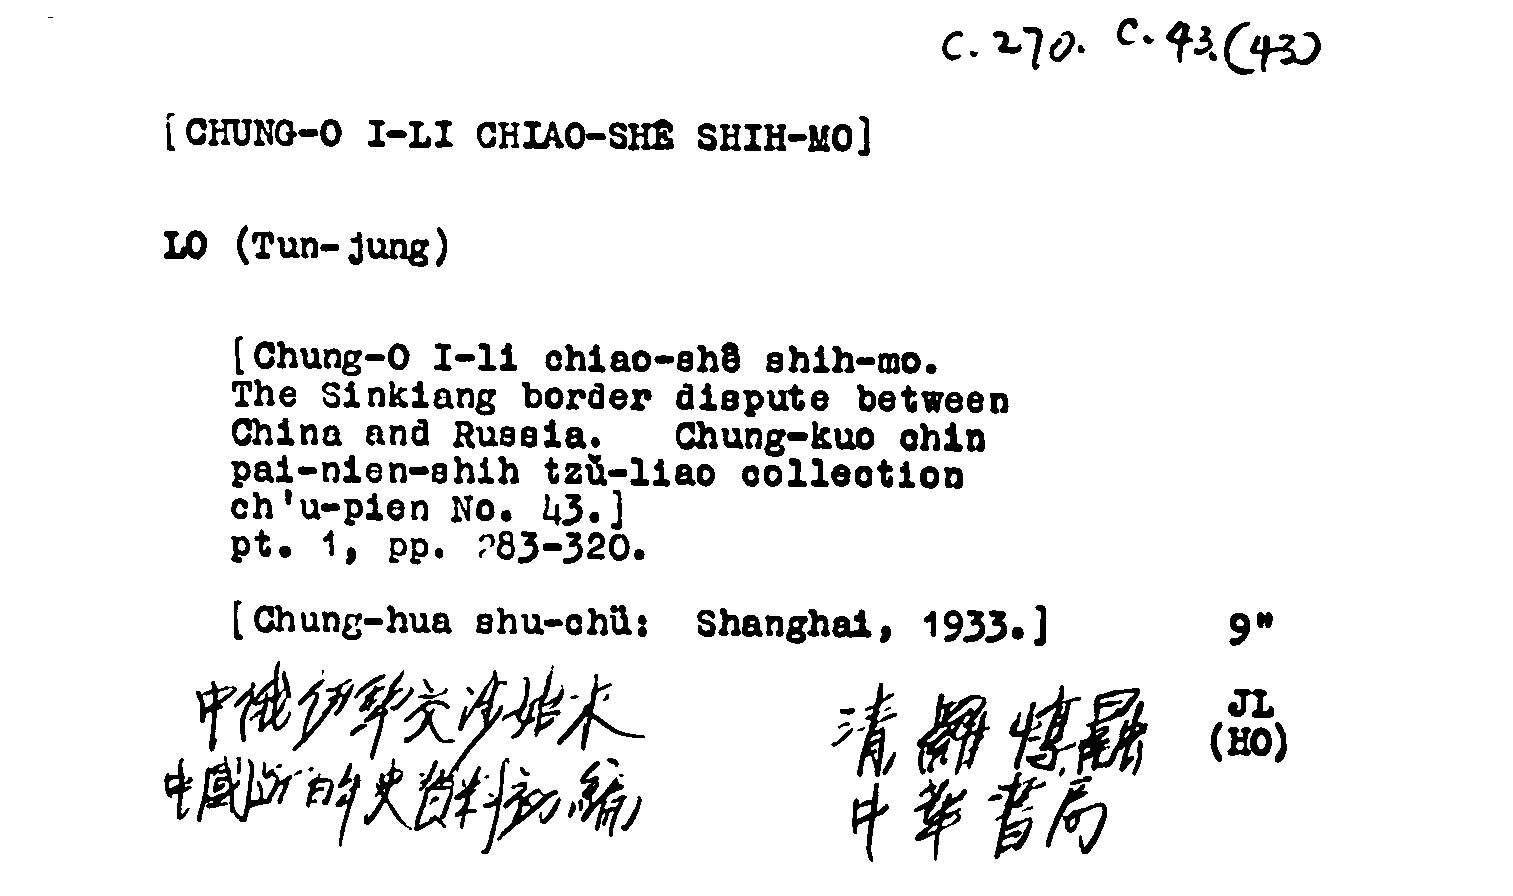 C. 270. C. 43. (43)
[CHUNG-O I-LI CHIAO-SHÊ SHIH-MO]
LO (Tun-jung)
[Chung-O I-li chiao-shê shih-mo.
The Sinkiang border dispute between
China and Russia. Chung-kuo chin
pai-nien-shih tzŭ-liao collection
ch'u-pien No. 43.]
pt. 1, pp. 283-320.
[Chung-hua shu-chü: Shanghai, 1933.] 9"
中俄伊犂交涉始末 清 羅惇融 JL
中國近百年史資料初編 中華書局 (HO)